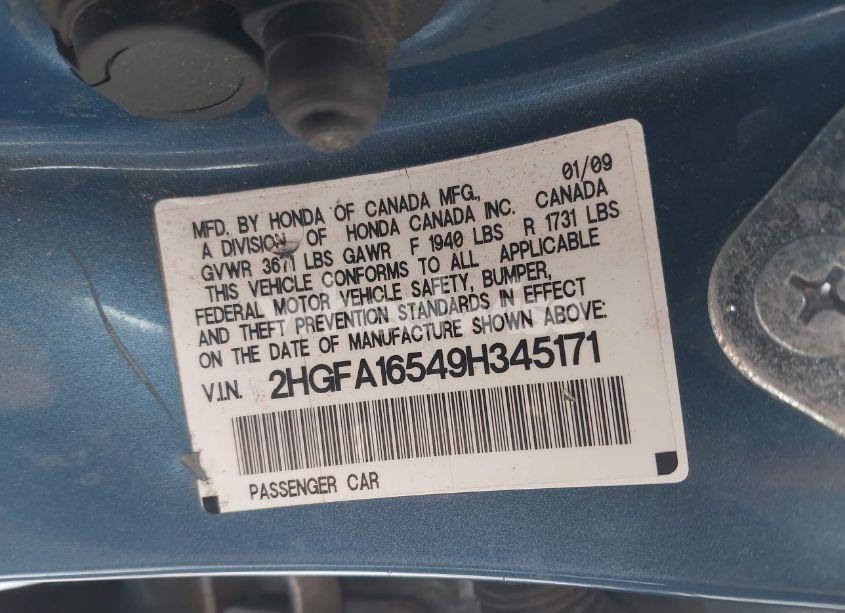 01/09
MFD. BY HONDA OF CANADA MFG.,
A DIVISION OF HONDA CANADA INC. CANADA
GVWR 3671 LBS GAWR F 1940 LBS R 1731 LBS
THIS VEHICLE CONFORMS TO ALL APPLICABLE
FEDERAL MOTOR VEHICLE SAFETY, BUMPER,
AND THEFT PREVENTION STANDARDS IN EFFECT
ON THE DATE OF MANUFACTURE SHOWN ABOVE:
V.I.N. 2HGFA16549H345171
PASSENGER CAR